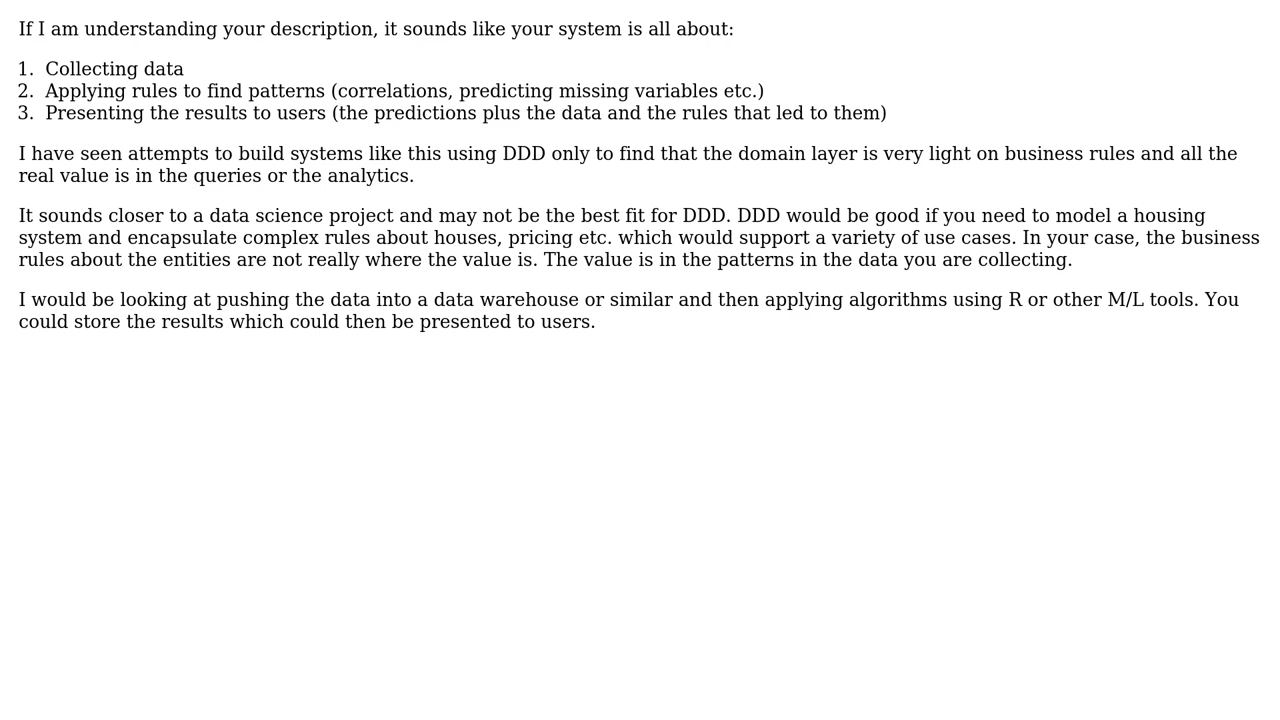 If I am understanding your description, it sounds like your system is all about:
1. Collecting data
2. Applying rules to find patterns (correlations, predicting missing variables etc.)
3. Presenting the results to users (the predictions plus the data and the rules that led to them)
I have seen attempts to build systems like this using DDD only to find that the domain layer is very light on business rules and all the
real value is in the queries or the analytics.
It sounds closer to a data science project and may not be the best fit for DDD. DDD would be good if you need to model a housing
system and encapsulate complex rules about houses, pricing etc. which would support a variety of use cases. In your case, the business
rules about the entities are not really where the value is. The value is in the patterns in the data you are collecting.
I would be looking at pushing the data into a data warehouse or similar and then applying algorithms using R or other M/L tools. You
could store the results which could then be presented to users.